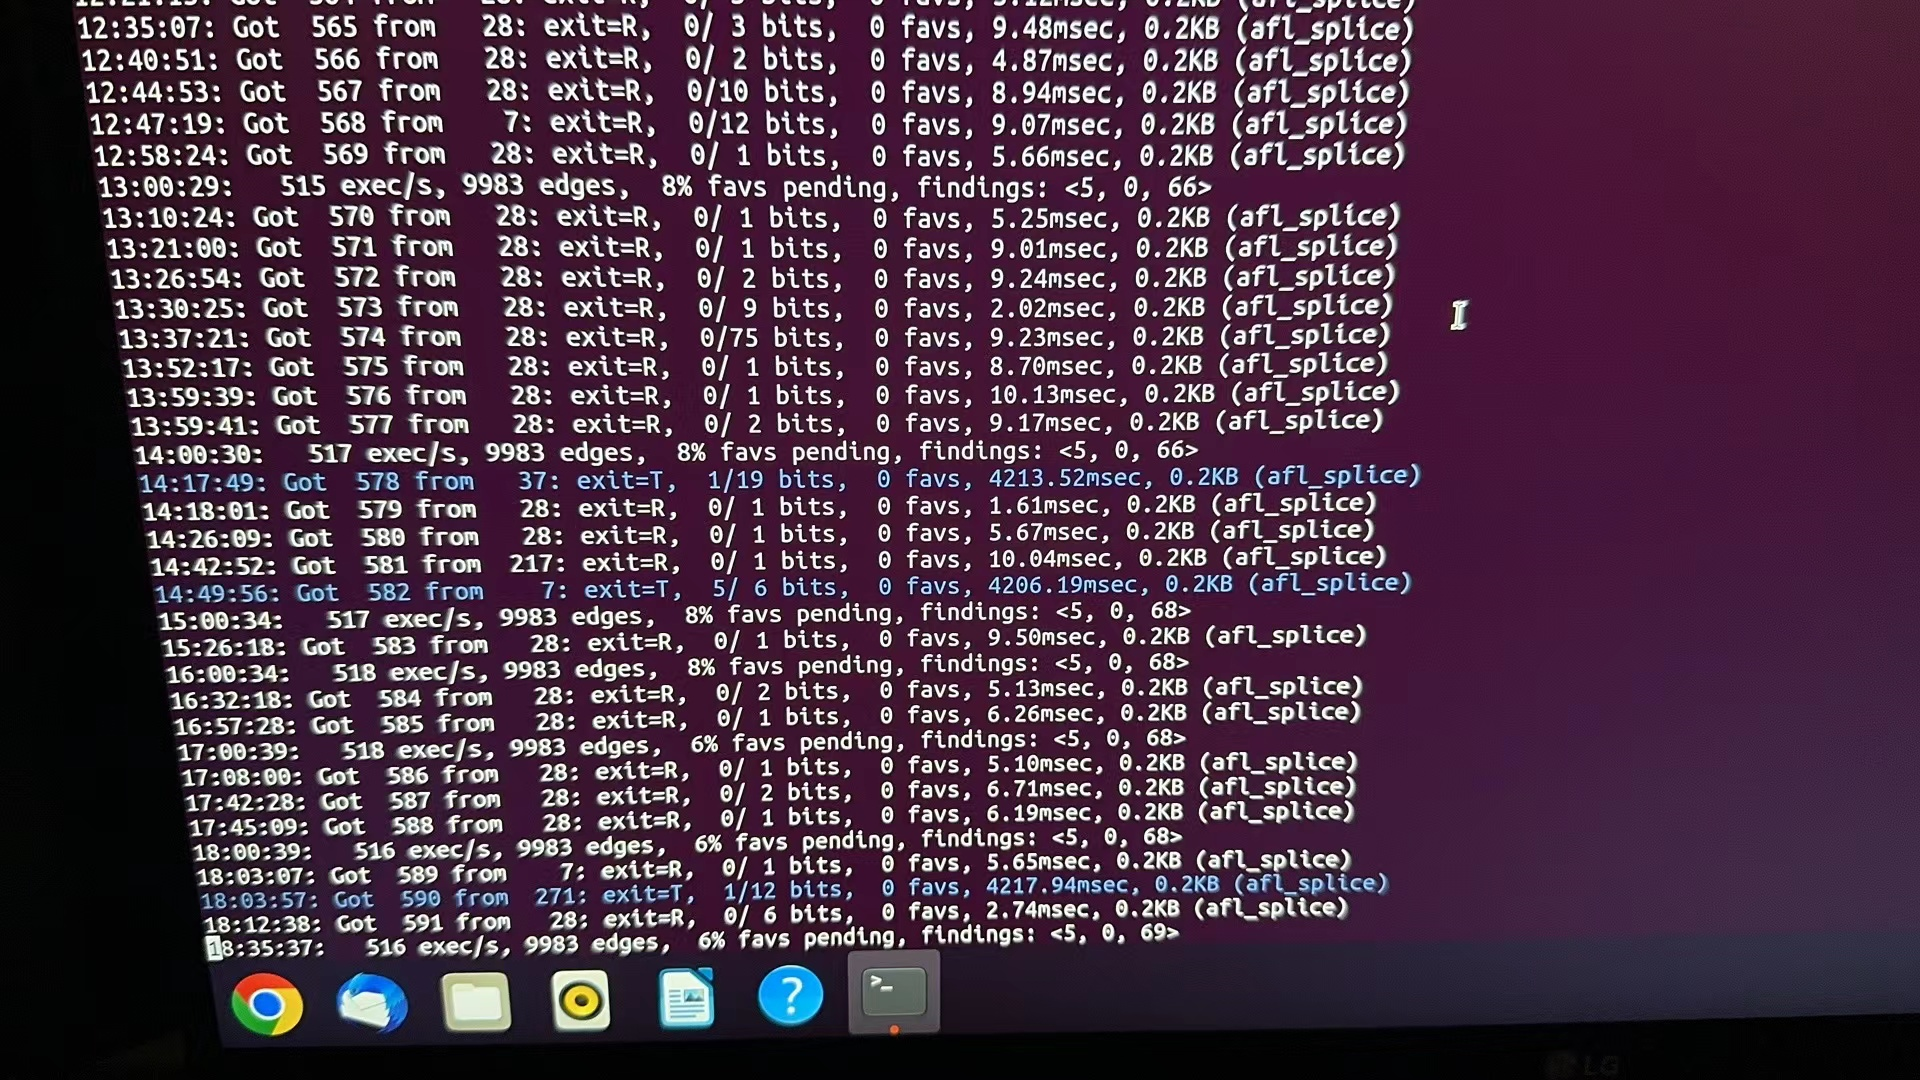 12:21:13: Got 564 from 28: exit=R, 0/ 3 bits, 0 favs, 5.12msec, 0.2KB (afl_splice)
12:35:07: Got 565 from 28: exit=R, 0/ 3 bits, 0 favs, 9.48msec, 0.2KB (afl_splice)
12:40:51: Got 566 from 28: exit=R, 0/ 2 bits, 0 favs, 4.87msec, 0.2KB (afl_splice)
12:44:53: Got 567 from 28: exit=R, 0/10 bits, 0 favs, 8.94msec, 0.2KB (afl_splice)
12:47:19: Got 568 from 7: exit=R, 0/12 bits, 0 favs, 9.07msec, 0.2KB (afl_splice)
12:58:24: Got 569 from 28: exit=R, 0/ 1 bits, 0 favs, 5.66msec, 0.2KB (afl_splice)
13:00:29: 515 exec/s, 9983 edges, 8% favs pending, findings: <5, 0, 66>
13:10:24: Got 570 from 28: exit=R, 0/ 1 bits, 0 favs, 5.25msec, 0.2KB (afl_splice)
13:21:00: Got 571 from 28: exit=R, 0/ 1 bits, 0 favs, 9.01msec, 0.2KB (afl_splice)
13:26:54: Got 572 from 28: exit=R, 0/ 2 bits, 0 favs, 9.24msec, 0.2KB (afl_splice)
13:30:25: Got 573 from 28: exit=R, 0/ 9 bits, 0 favs, 2.02msec, 0.2KB (afl_splice)
13:37:21: Got 574 from 28: exit=R, 0/75 bits, 0 favs, 9.23msec, 0.2KB (afl_splice)
13:52:17: Got 575 from 28: exit=R, 0/ 1 bits, 0 favs, 8.70msec, 0.2KB (afl_splice)
13:59:39: Got 576 from 28: exit=R, 0/ 1 bits, 0 favs, 10.13msec, 0.2KB (afl_splice)
13:59:41: Got 577 from 28: exit=R, 0/ 2 bits, 0 favs, 9.17msec, 0.2KB (afl_splice)
14:00:30: 517 exec/s, 9983 edges, 8% favs pending, findings: <5, 0, 66>
14:17:49: Got 578 from 37: exit=T, 1/19 bits, 0 favs, 4213.52msec, 0.2KB (afl_splice)
14:18:01: Got 579 from 28: exit=R, 0/ 1 bits, 0 favs, 1.61msec, 0.2KB (afl_splice)
14:26:09: Got 580 from 28: exit=R, 0/ 1 bits, 0 favs, 5.67msec, 0.2KB (afl_splice)
14:42:52: Got 581 from 217: exit=R, 0/ 1 bits, 0 favs, 10.04msec, 0.2KB (afl_splice)
14:49:56: Got 582 from 7: exit=T, 5/ 6 bits, 0 favs, 4206.19msec, 0.2KB (afl_splice)
15:00:34: 517 exec/s, 9983 edges, 8% favs pending, findings: <5, 0, 68>
15:26:18: Got 583 from 28: exit=R, 0/ 1 bits, 0 favs, 9.50msec, 0.2KB (afl_splice)
16:00:34: 518 exec/s, 9983 edges, 8% favs pending, findings: <5, 0, 68>
16:32:18: Got 584 from 28: exit=R, 0/ 2 bits, 0 favs, 5.13msec, 0.2KB (afl_splice)
16:57:28: Got 585 from 28: exit=R, 0/ 1 bits, 0 favs, 6.26msec, 0.2KB (afl_splice)
17:00:39: 518 exec/s, 9983 edges, 6% favs pending, findings: <5, 0, 68>
17:08:00: Got 586 from 28: exit=R, 0/ 1 bits, 0 favs, 5.10msec, 0.2KB (afl_splice)
17:42:28: Got 587 from 28: exit=R, 0/ 2 bits, 0 favs, 6.71msec, 0.2KB (afl_splice)
17:45:09: Got 588 from 28: exit=R, 0/ 1 bits, 0 favs, 6.19msec, 0.2KB (afl_splice)
18:00:39: 516 exec/s, 9983 edges, 6% favs pending, findings: <5, 0, 68>
18:03:07: Got 589 from 7: exit=R, 0/ 1 bits, 0 favs, 5.65msec, 0.2KB (afl_splice)
18:03:57: Got 590 from 271: exit=T, 1/12 bits, 0 favs, 4217.94msec, 0.2KB (afl_splice)
18:12:38: Got 591 from 28: exit=R, 0/ 6 bits, 0 favs, 2.74msec, 0.2KB (afl_splice)
18:35:37: 516 exec/s, 9983 edges, 6% favs pending, findings: <5, 0, 69>
?
>_
LG